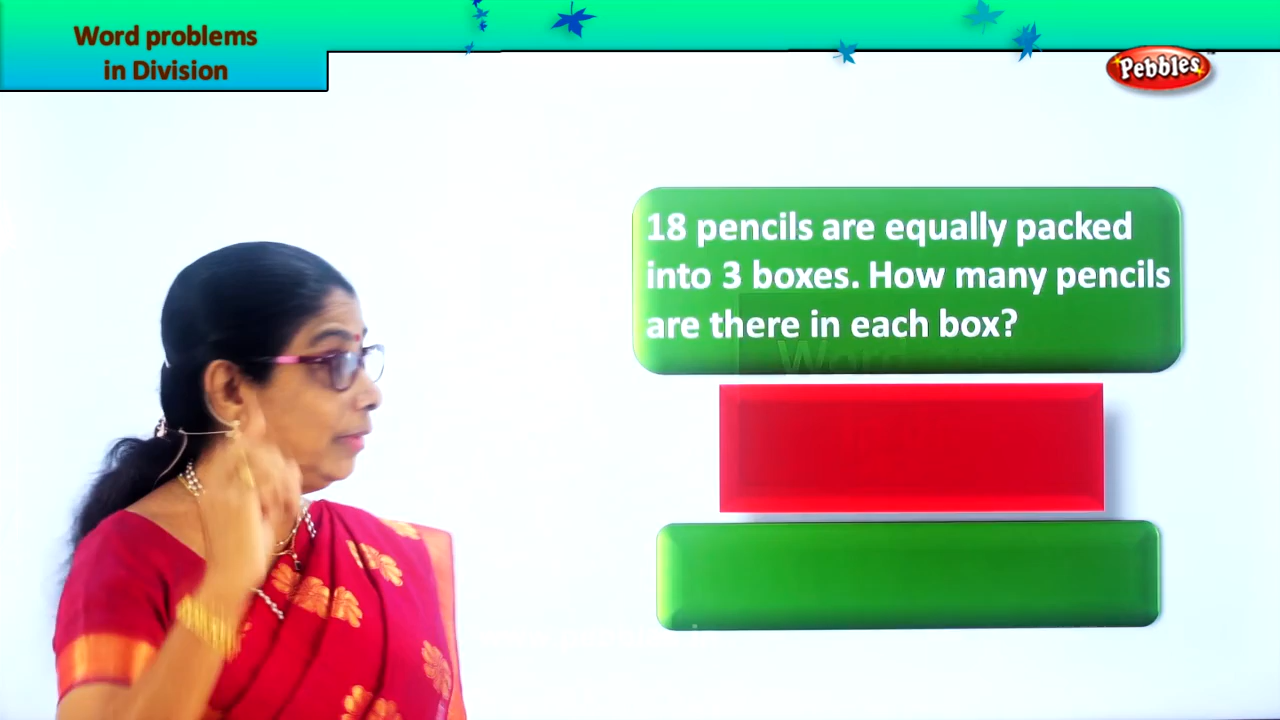 Word problems
in Division
Pebbles
18 pencils are equally packed
into 3 boxes. How many pencils
are there in each box?
Word